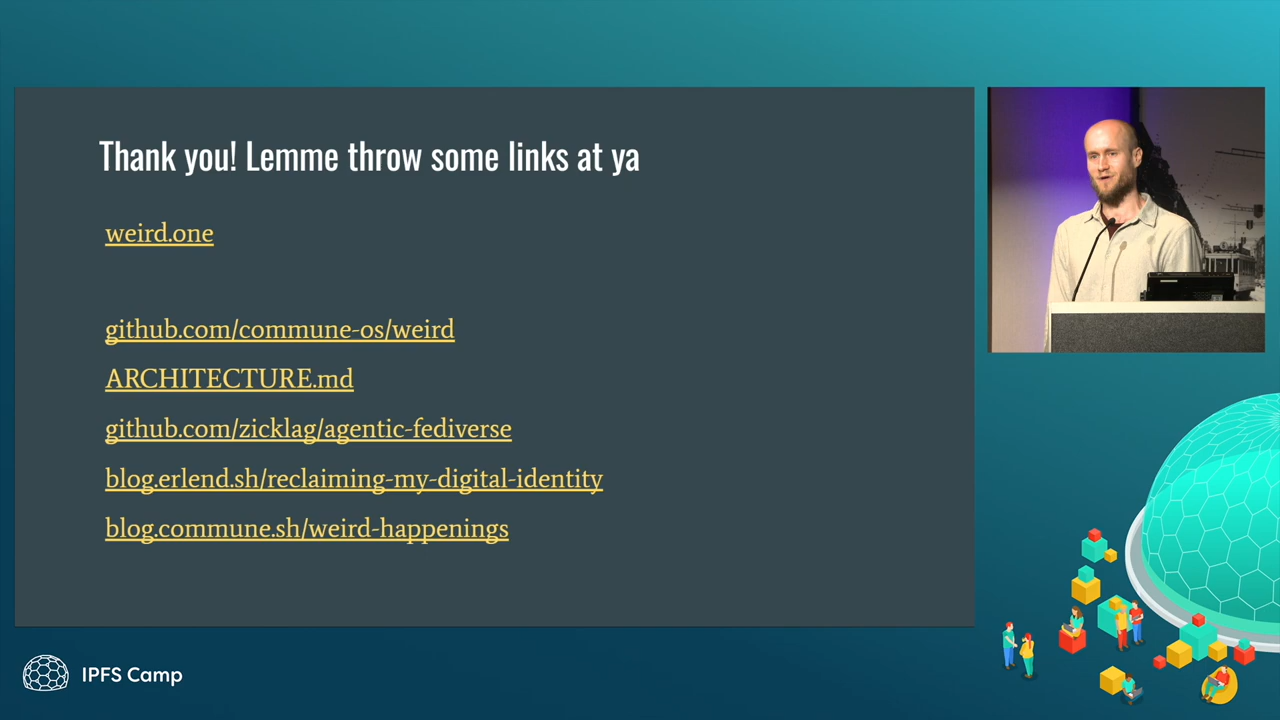 Thank you! Lemme throw some links at ya
weird.one
github.com/commune-os/weird
ARCHITECTURE.md
github.com/zicklag/agentic-fediverse
blog.erlend.sh/reclaiming-my-digital-identity
blog.commune.sh/weird-happenings
IPFS Camp